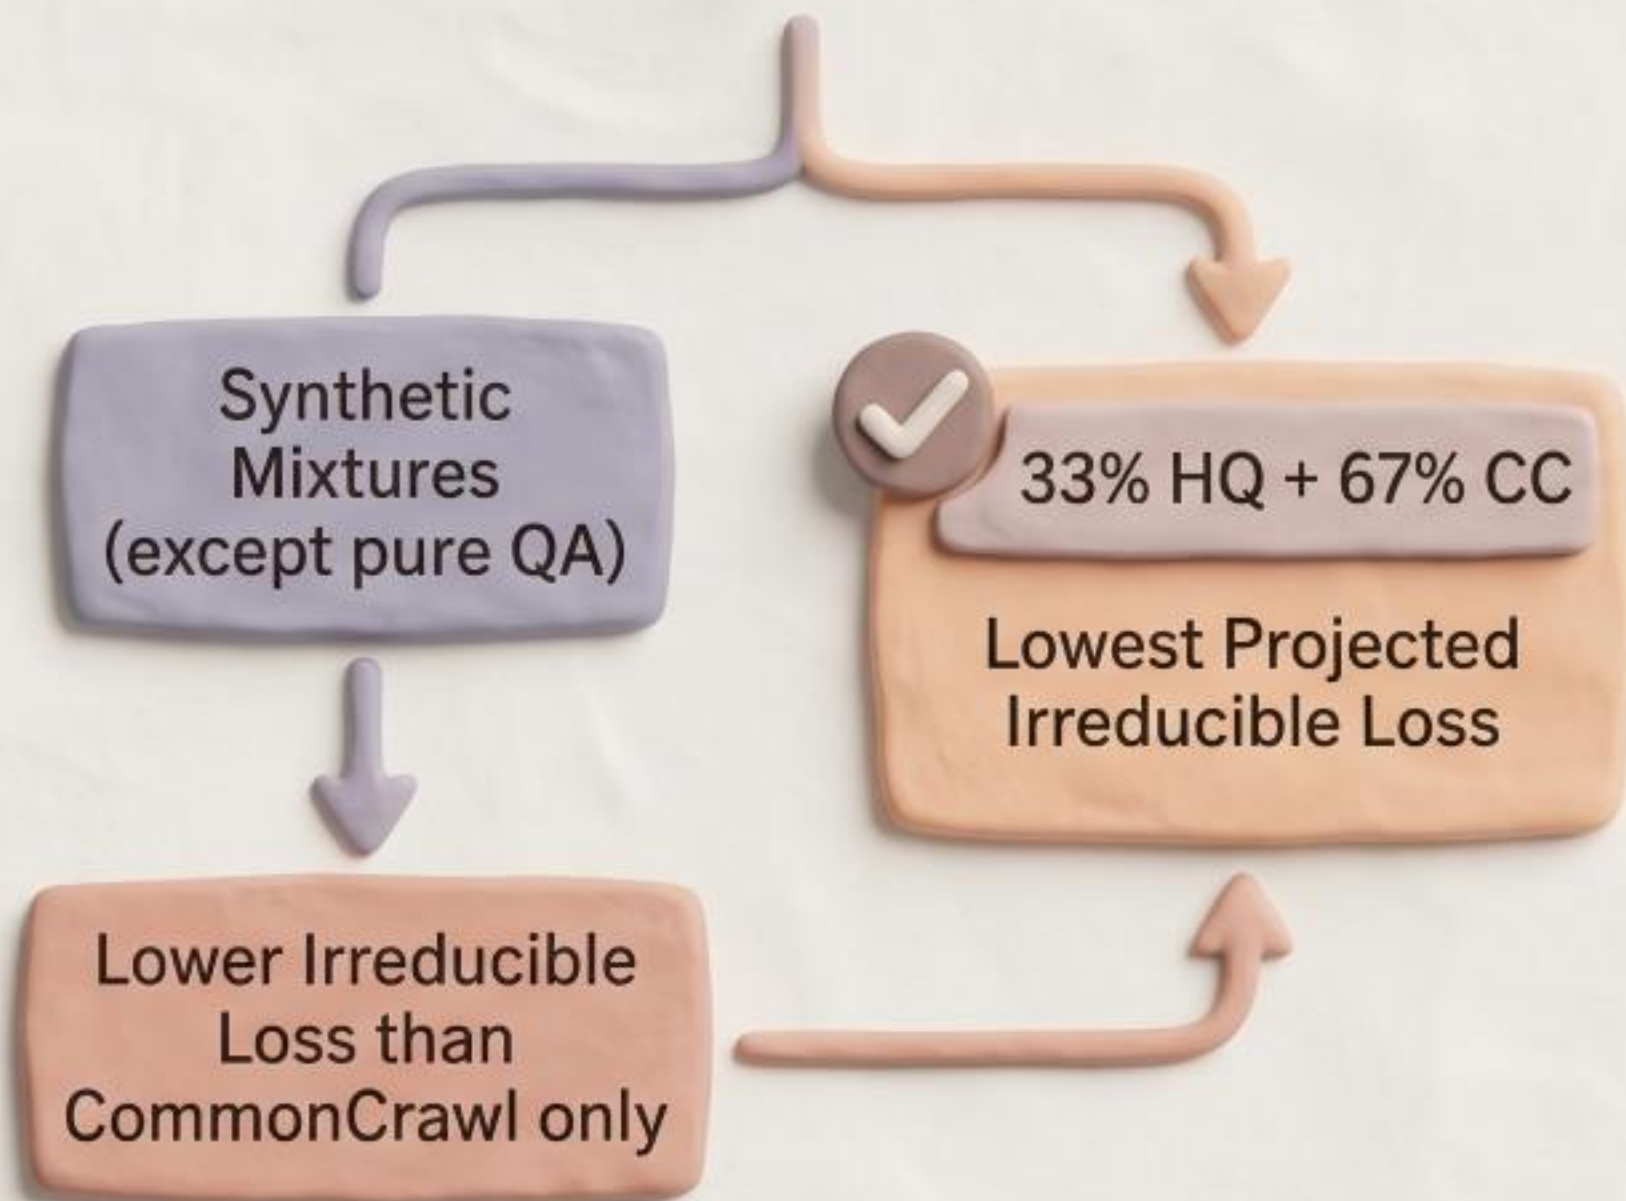 Synthetic
Mixtures
(except pure QA)
33% HQ + 67% CC
Lowest Projected
Irreducible Loss
Lower Irreducible
Loss than
CommonCrawl only